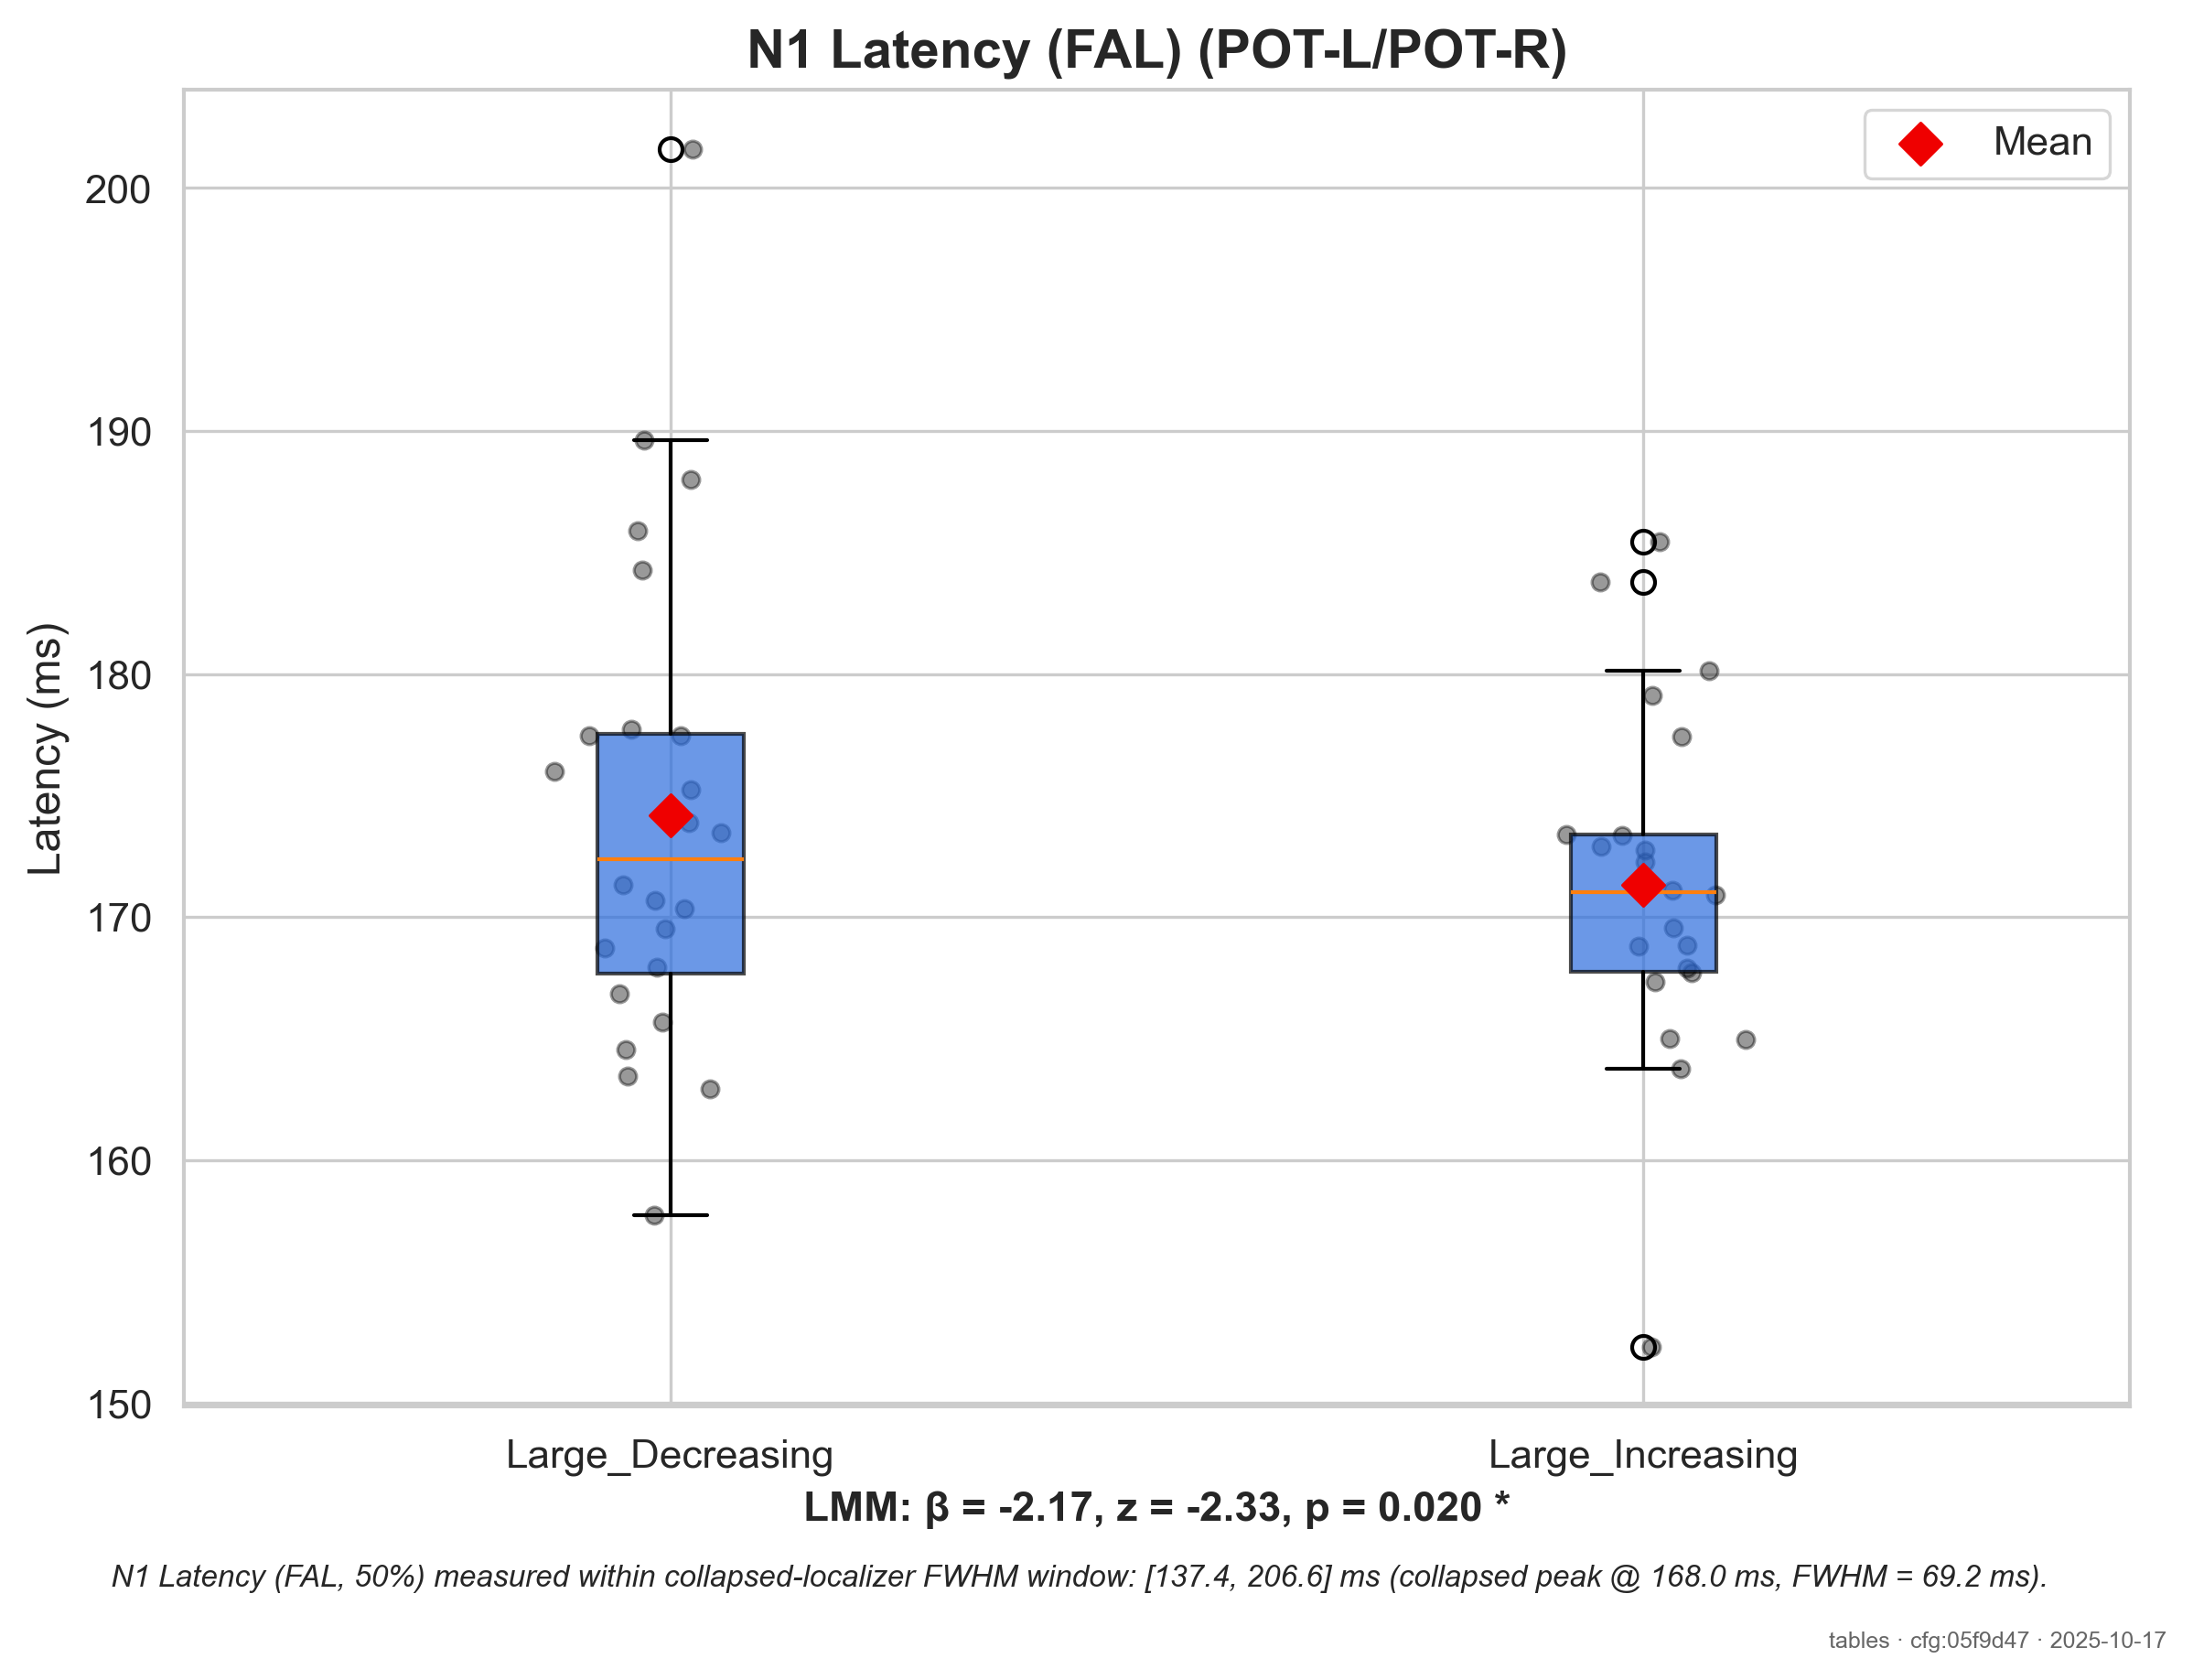 N1 Latency (FAL) (POT-L/POT-R)
Mean
200
190
180
170
160
150
Latency (ms)
Large_Decreasing
Large_Increasing
LMM: β = -2.17, z = -2.33, p = 0.020 *
N1 Latency (FAL, 50%) measured within collapsed-localizer FWHM window: [137.4, 206.6] ms (collapsed peak @ 168.0 ms, FWHM = 69.2 ms).
tables · cfg:05f9d47 · 2025-10-17